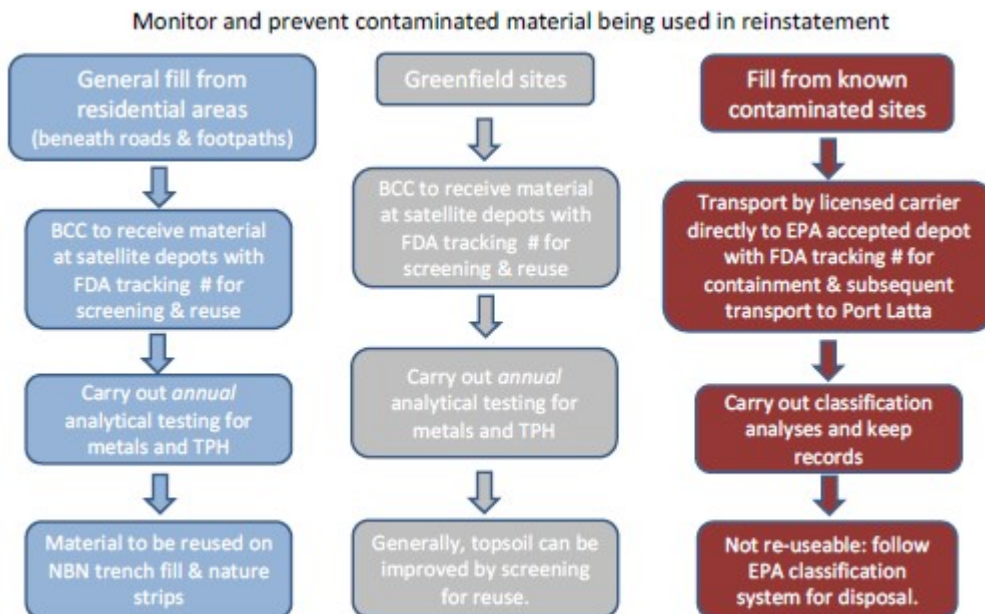 Monitor and prevent contaminated material being used in reinstatement
General fill from
residential areas
(beneath roads & footpaths)
BCC to receive material
at satellite depots with
FDA tracking # for
screening & reuse
Carry out annual
analytical testing for
metals and TPH
Material to be reused on
NBN trench fill & nature
strips
Greenfield sites
BCC to receive material
at satellite depots with
FDA tracking # for
screening & reuse
Carry out annual
analytical testing for
metals and TPH
Generally, topsoil can be
improved by screening
for reuse.
Fill from known
contaminated sites
Transport by licensed carrier
directly to EPA accepted depot
with FDA tracking # for
containment & subsequent
transport to Port Latta
Carry out classification
analyses and keep
records
Not re-useable: follow
EPA classification
system for disposal.